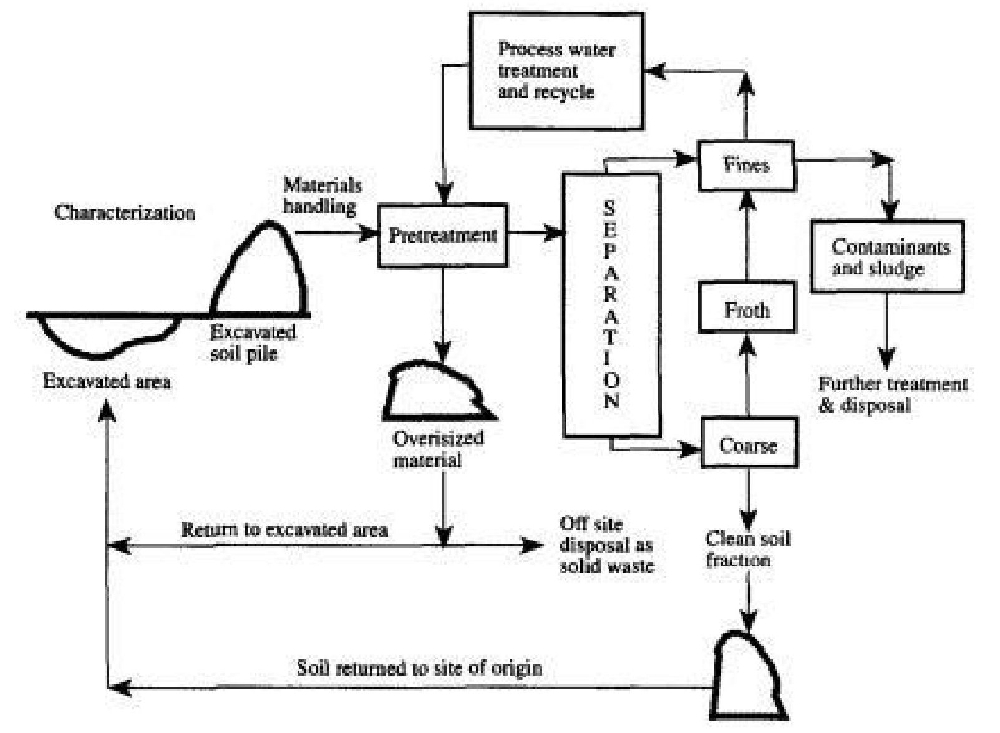 Process water
treatment
and recycle
Fines
Materials
handling
Characterization
Pretreatment
SEPARATION
Contaminants
and sludge
Froth
Excavated
soil pile
Excavated area
Further treatment
& disposal
Overisized
material
Coarse
Return to excavated area
Off site
disposal as
solid waste
Clean soil
fraction
Soil returned to site of origin